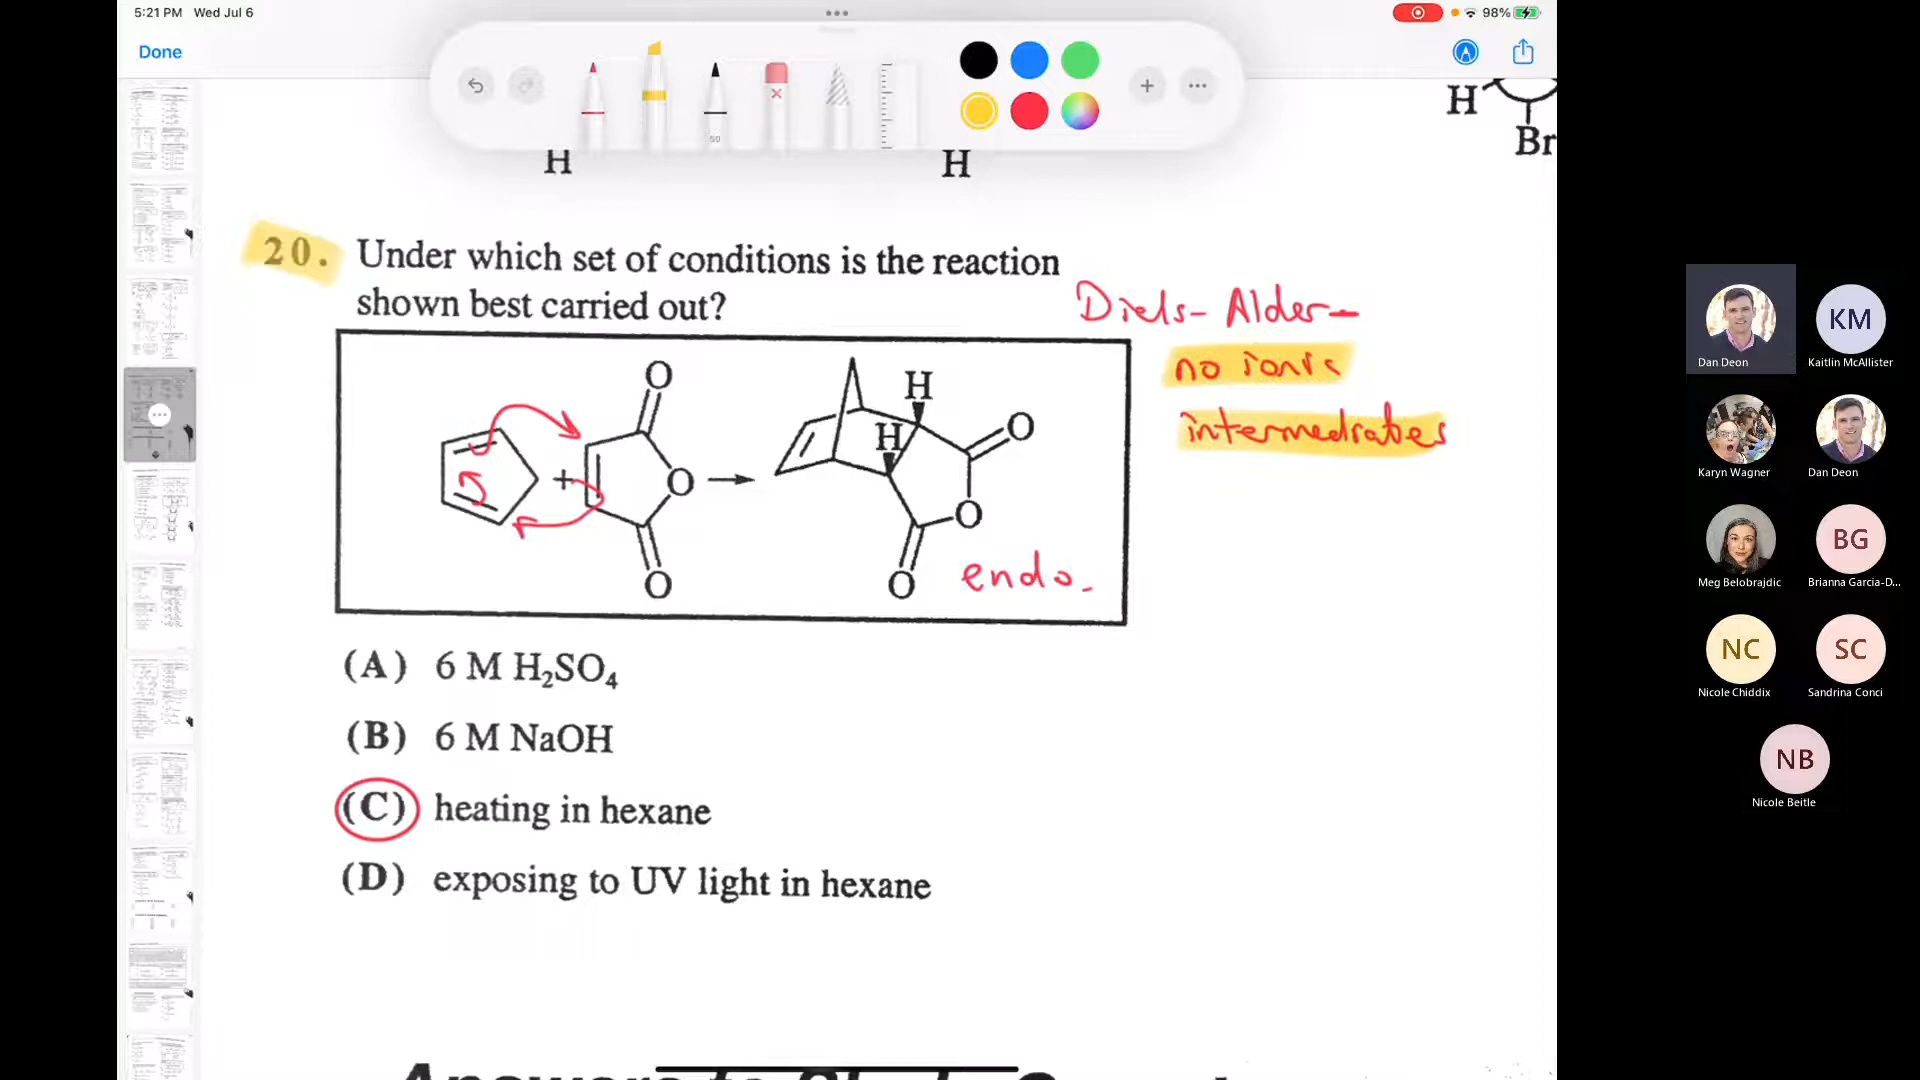 5:21 PM Wed Jul 6
98%
Done
50
H
H
H
Br
20. Under which set of conditions is the reaction
shown best carried out?
Diels-Alder-
no ionic
intermediates
O
H
O
H
+
O
O
O
O
endo.
(A) 6 M H₂SO₄
(B) 6 M NaOH
(C) heating in hexane
(D) exposing to UV light in hexane
Dan Deon
KM
Kaitlin McAllister
Karyn Wagner
Dan Deon
Meg Belobrajdic
BG
Brianna Garcia-D...
NC
Nicole Chiddix
SC
Sandrina Conci
NB
Nicole Beitle